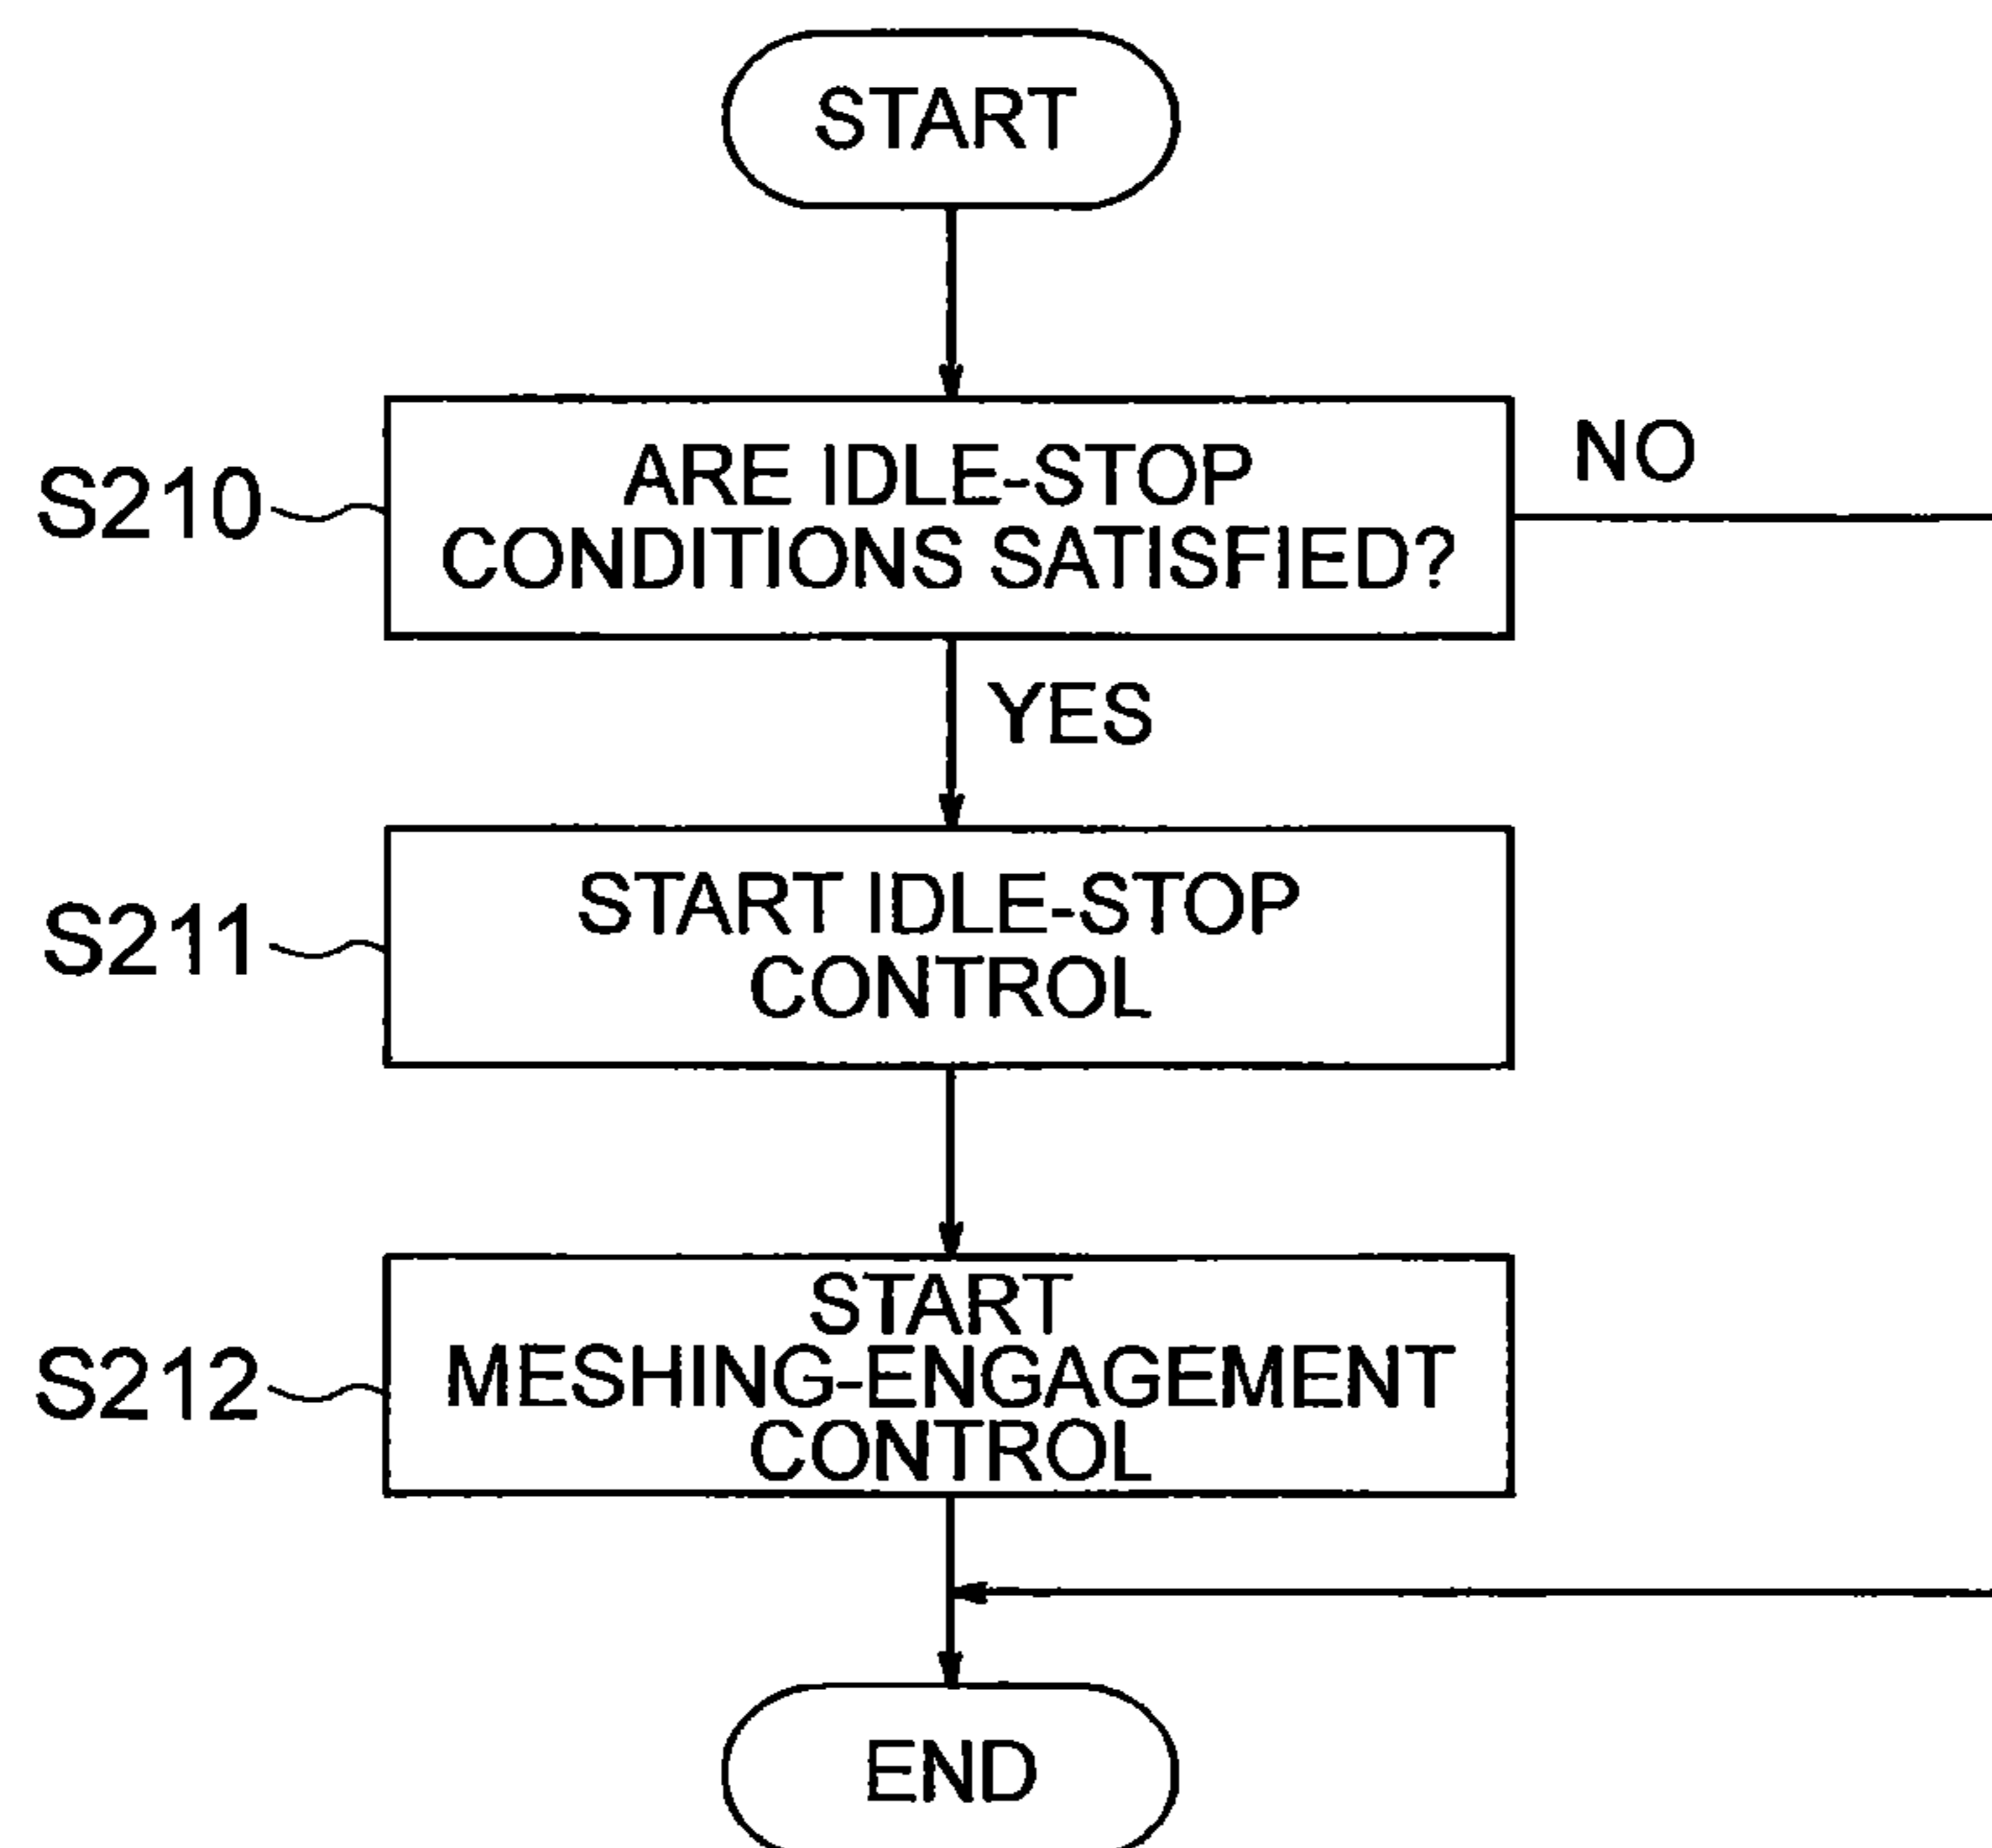 START
S210
ARE IDLE-STOP
CONDITIONS SATISFIED?
NO
YES
S211
START IDLE-STOP
CONTROL
S212
START
MESHING-ENGAGEMENT
CONTROL
END